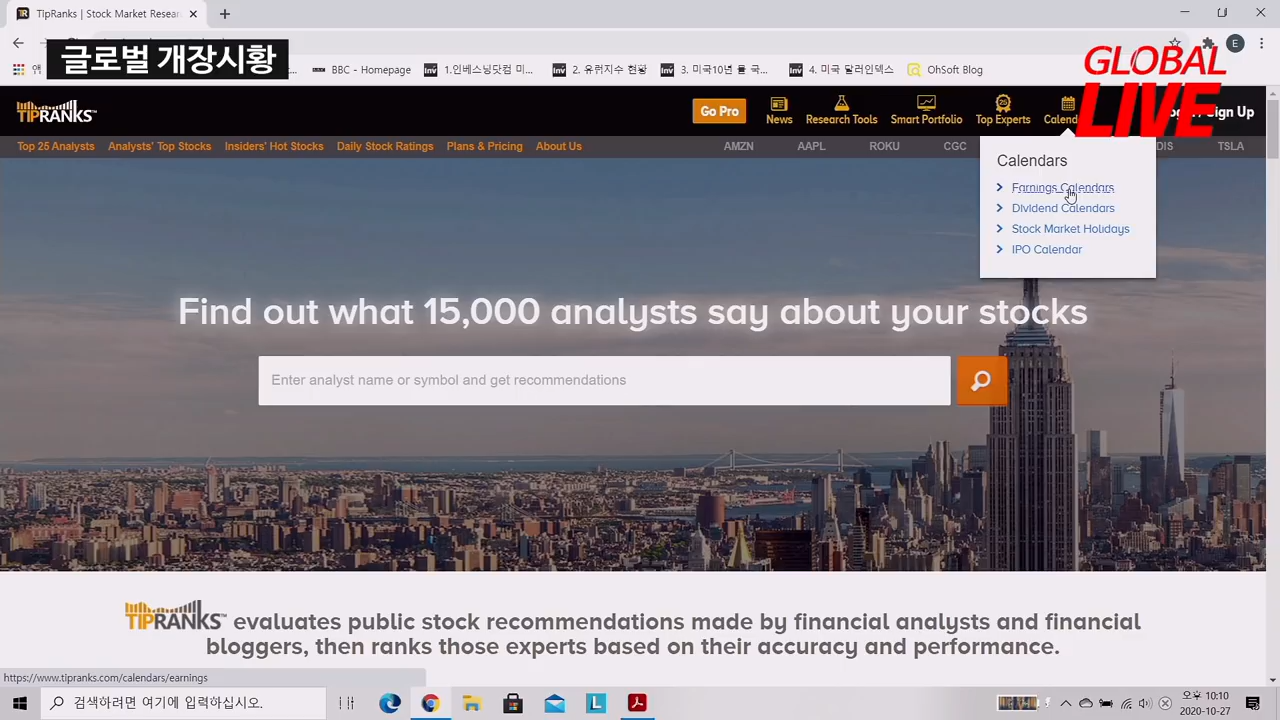 TipRanks | Stock Market Resear
글로벌 개장시황
GLOBAL
LIVE
BBC - Homepage
1.인베스팅닷컴 미...
2. 유럽지수 현황
3. 미국10년 물 국...
4. 미국 달러인덱스
OhSoft Blog
TIPRANKS™
Go Pro
News
Research Tools
Smart Portfolio
Top Experts
Sign Up
Top 25 Analysts
Analysts' Top Stocks
Insiders' Hot Stocks
Daily Stock Ratings
Plans & Pricing
About Us
AMZN
AAPL
ROKU
CGC
DIS
TSLA
Calendars
Earnings Calendars
Dividend Calendars
Stock Market Holidays
IPO Calendar
Find out what 15,000 analysts say about your stocks
Enter analyst name or symbol and get recommendations
TIPRANKS™ evaluates public stock recommendations made by financial analysts and financial
bloggers, then ranks those experts based on their accuracy and performance.
https://www.tipranks.com/calendars/earnings
검색하려면 여기에 입력하십시오.
오후 10:10
2020-10-27